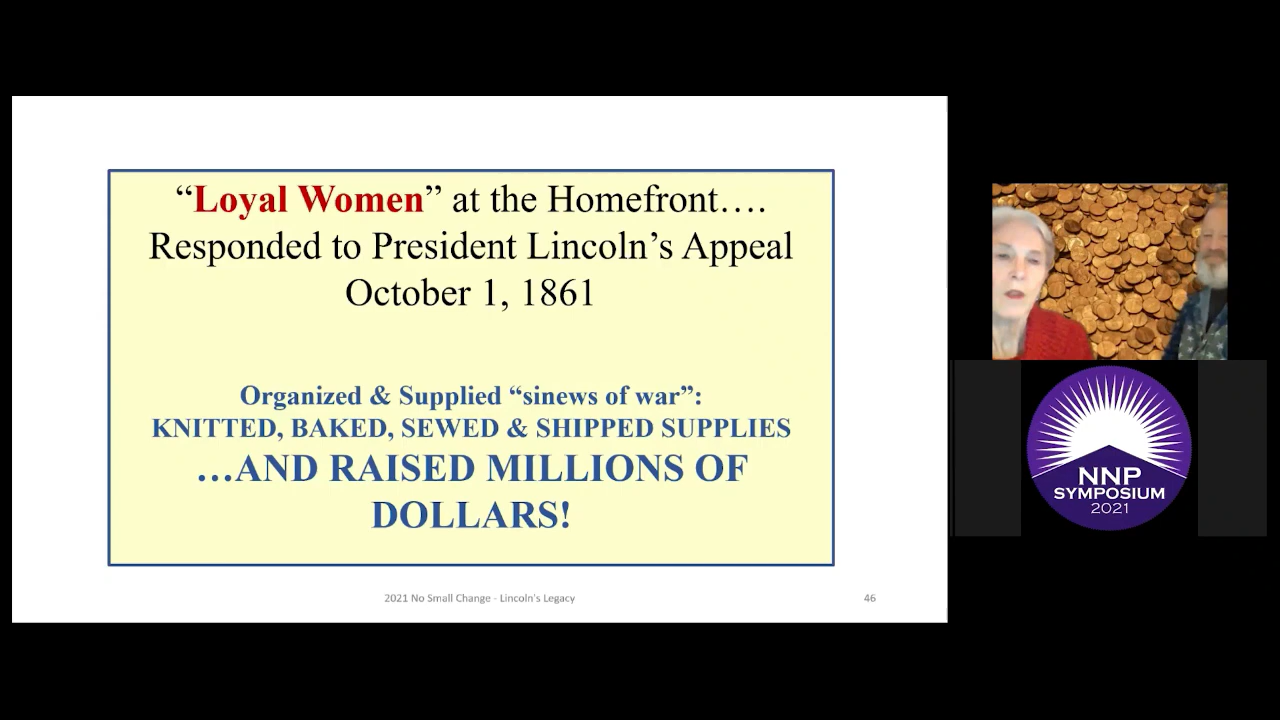 “Loyal Women” at the Homefront….
Responded to President Lincoln’s Appeal
October 1, 1861
Organized & Supplied “sinews of war”:
KNITTED, BAKED, SEWED & SHIPPED SUPPLIES
…AND RAISED MILLIONS OF
DOLLARS!
2021 No Small Change - Lincoln's Legacy
46
NNP
SYMPOSIUM
2021